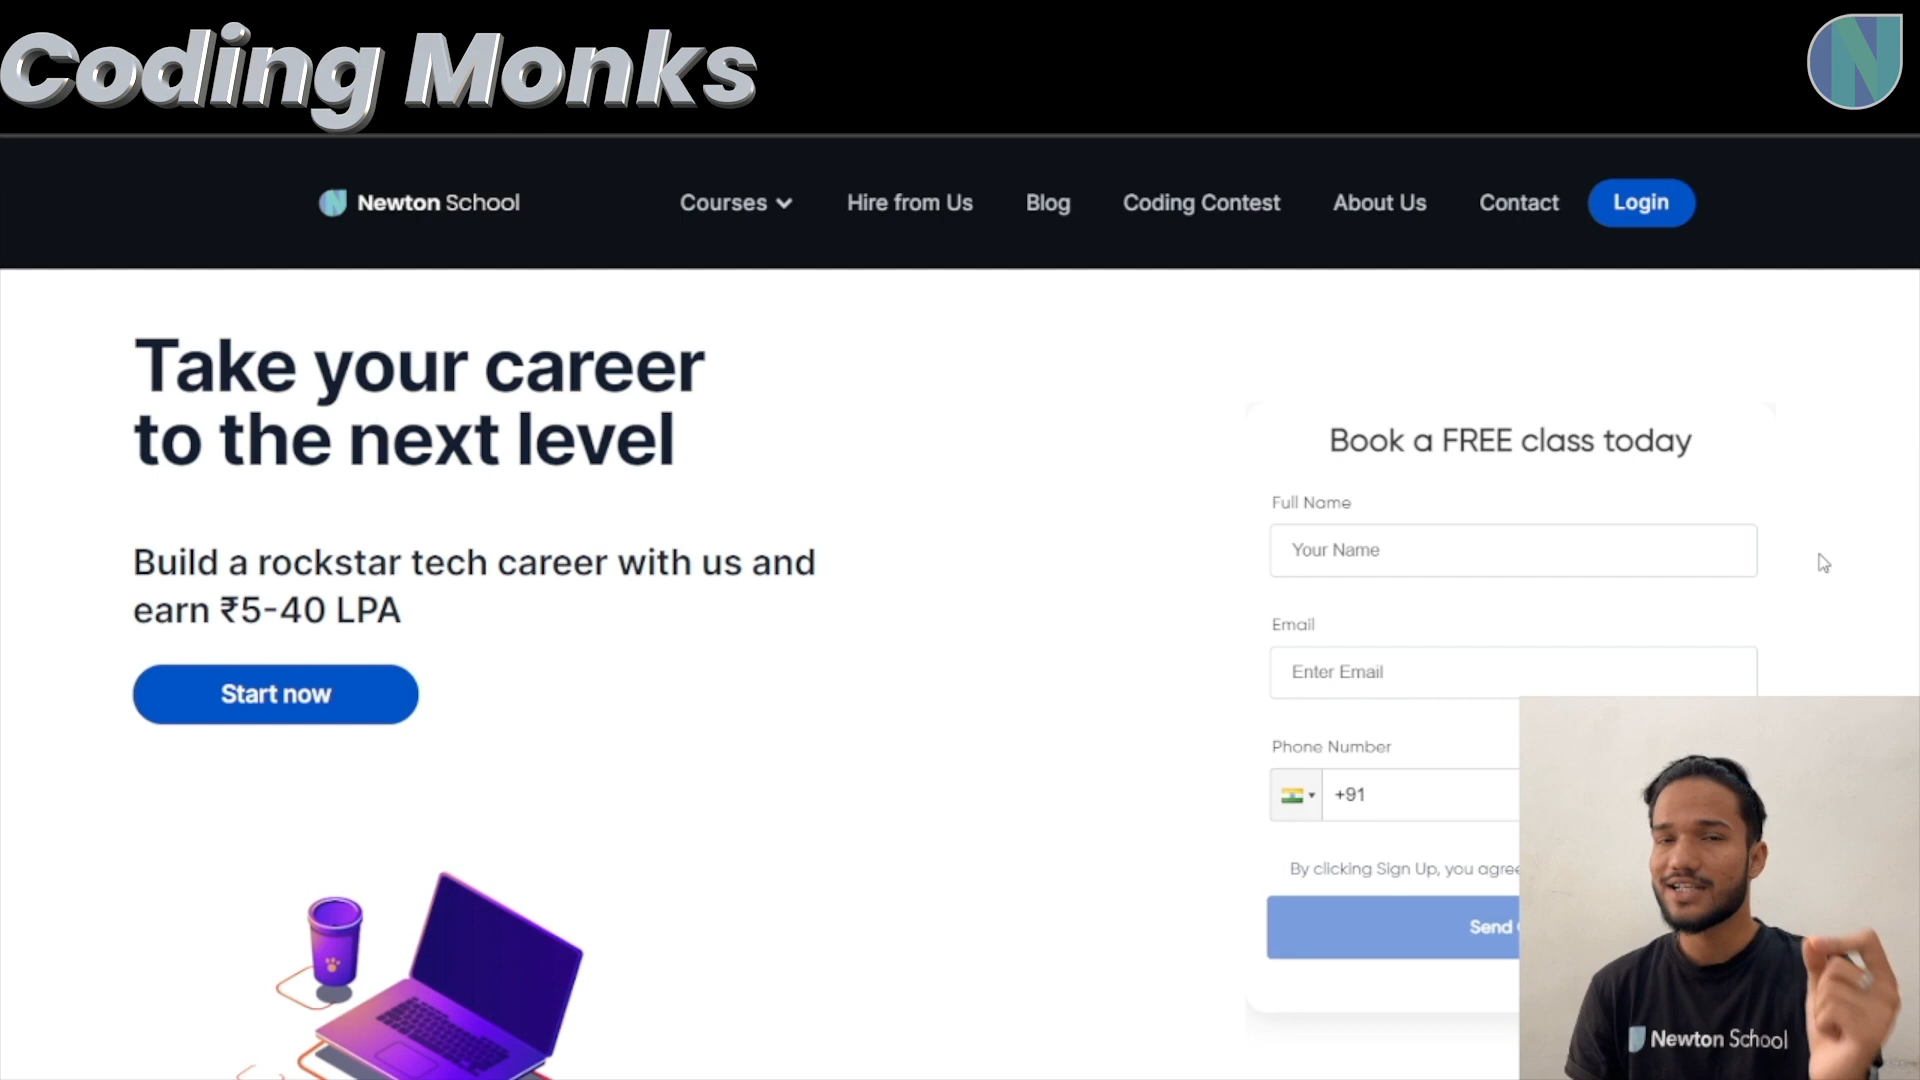 Coding Monks
Newton School
Courses
Hire from Us
Blog
Coding Contest
About Us
Contact
Login
Take your career
to the next level
Build a rockstar tech career with us and
earn ₹5-40 LPA
Start now
Book a FREE class today
Full Name
Your Name
Email
Enter Email
Phone Number
+91
By clicking Sign Up, you agree
Send
Newton School